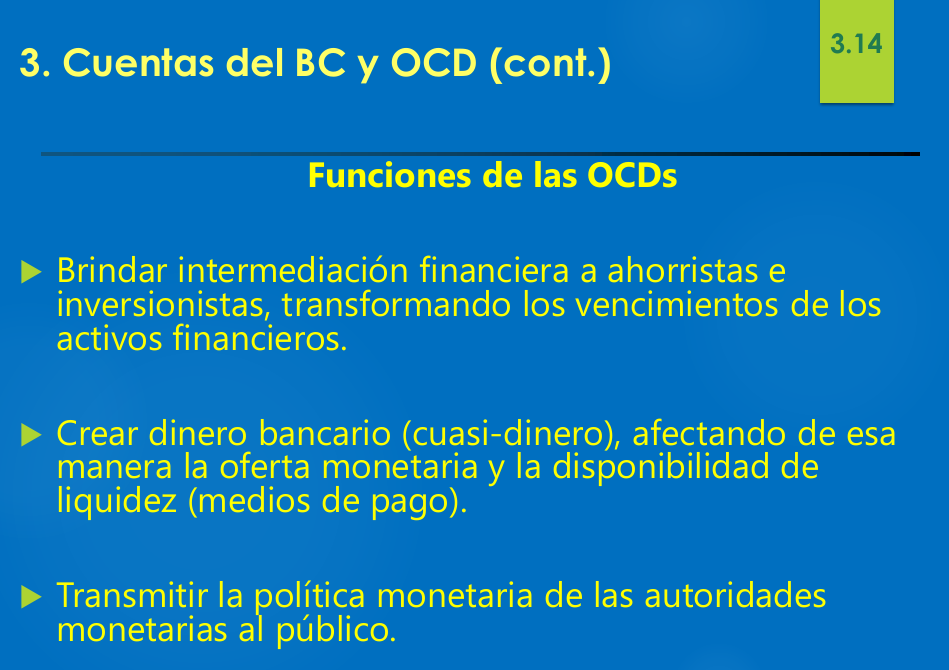 3. Cuentas del BC y OCD (cont.)
3.14
Funciones de las OCDs
Brindar intermediación financiera a ahorristas e
inversionistas, transformando los vencimientos de los
activos financieros.
Crear dinero bancario (cuasi-dinero), afectando de esa
manera la oferta monetaria y la disponibilidad de
liquidez (medios de pago).
Transmitir la política monetaria de las autoridades
monetarias al público.